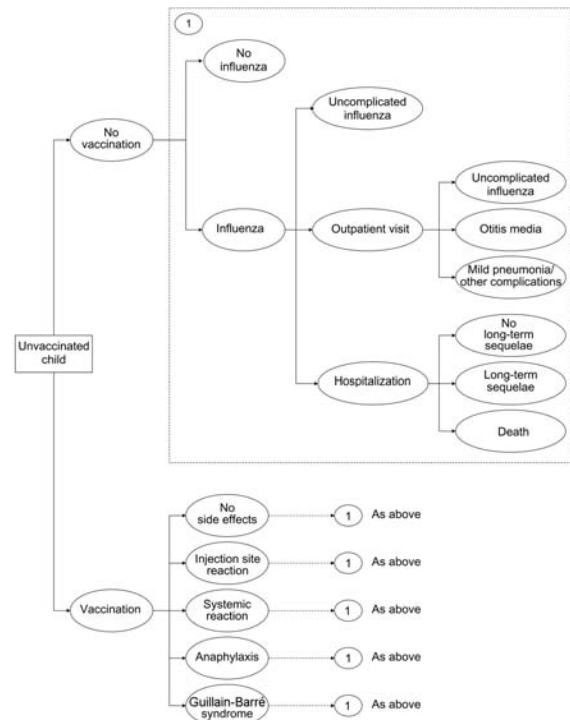 1
No
influenza
Uncomplicated
influenza
No
vaccination
Uncomplicated
influenza
Influenza
Outpatient visit
Otitis media
Mild pneumonia/
other complications
No
long-term
sequelae
Unvaccinated
child
Hospitalization
Long-term
sequelae
Death
No
side effects
1 As above
Injection site
reaction
1 As above
Vaccination
Systemic
reaction
1 As above
Anaphylaxis
1 As above
Guillain-Barré
syndrome
1 As above